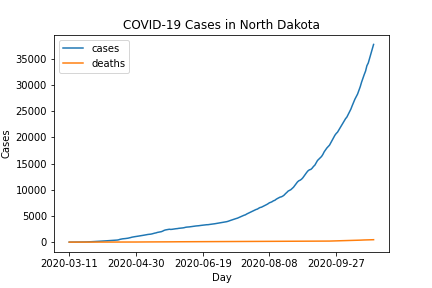 COVID-19 Cases in North Dakota
cases
deaths
35000
30000
25000
20000
15000
10000
5000
0
Cases
2020-03-11 2020-04-30 2020-06-19 2020-08-08 2020-09-27
Day